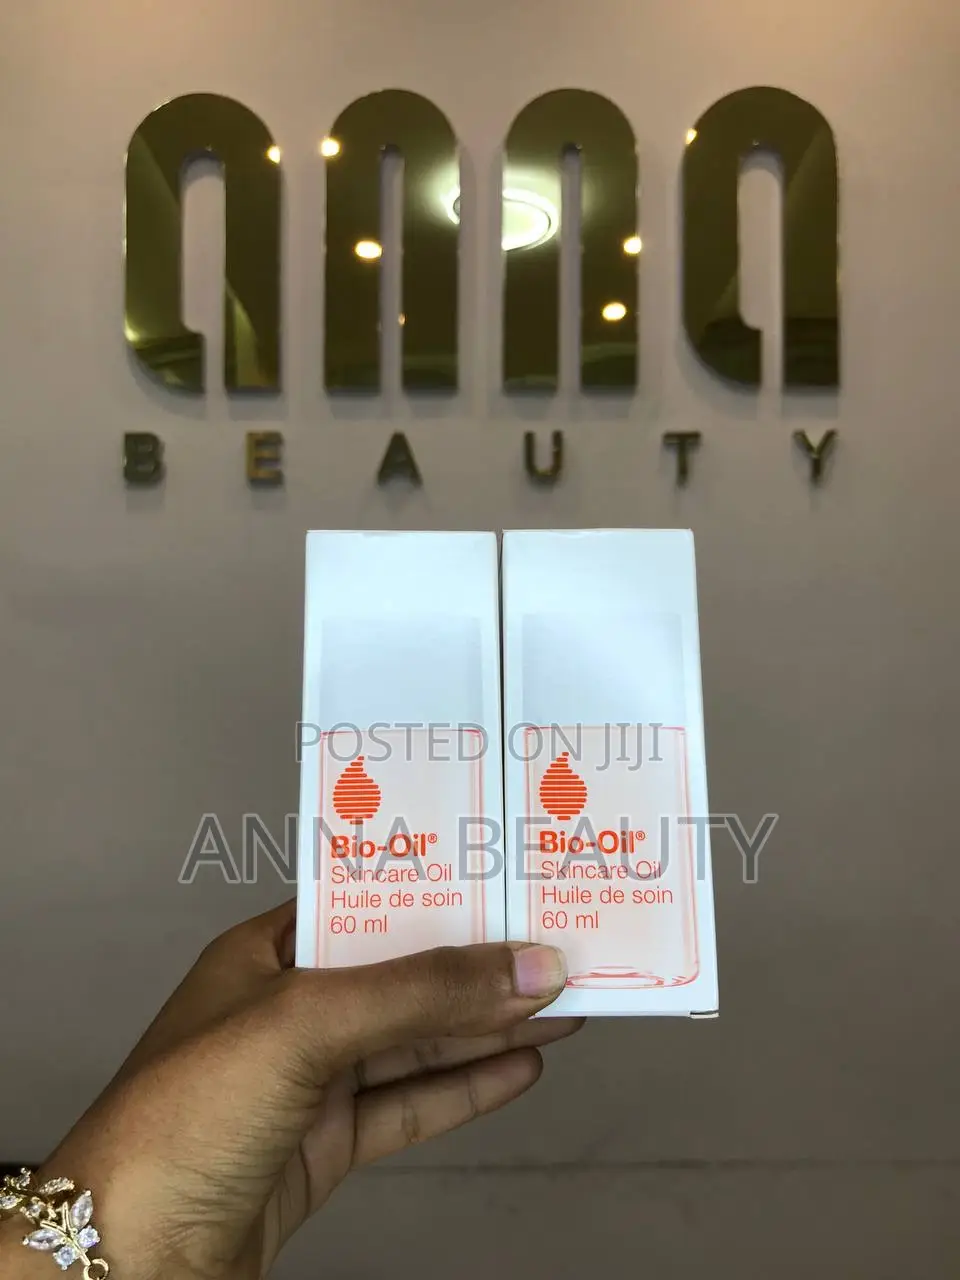 anna
BEAUTY
POSTED ON JIJI
ANNA BEAUTY
Bio-Oil®
Skincare Oil
Huile de soin
60 ml
Bio-Oil®
Skincare Oil
Huile de soin
60 ml